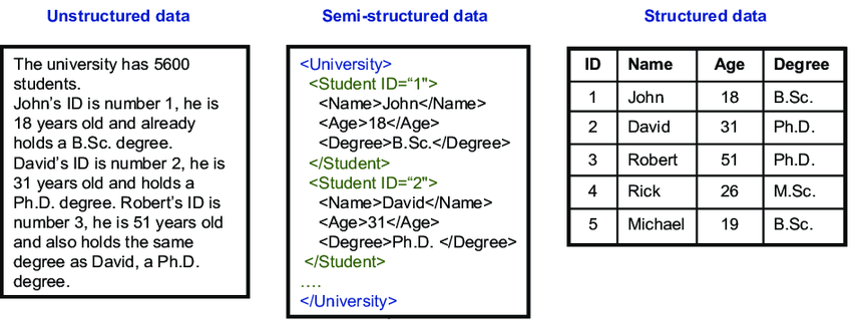 Unstructured data
The university has 5600
students.
John's ID is number 1, he is
18 years old and already
holds a B.Sc. degree.
David's ID is number 2, he is
31 years old and holds a
Ph.D. degree. Robert's ID is
number 3, he is 51 years old
and also holds the same
degree as David, a Ph.D.
degree.
Semi-structured data
<University>
<Student ID=“1">
<Name>John</Name>
<Age>18</Age>
<Degree>B.Sc.</Degree>
</Student>
<Student ID=“2">
<Name>David</Name>
<Age>31</Age>
<Degree>Ph.D. </Degree>
</Student>
....
</University>
Structured data
ID Name Age Degree
1 John 18 B.Sc.
2 David 31 Ph.D.
3 Robert 51 Ph.D.
4 Rick 26 M.Sc.
5 Michael 19 B.Sc.